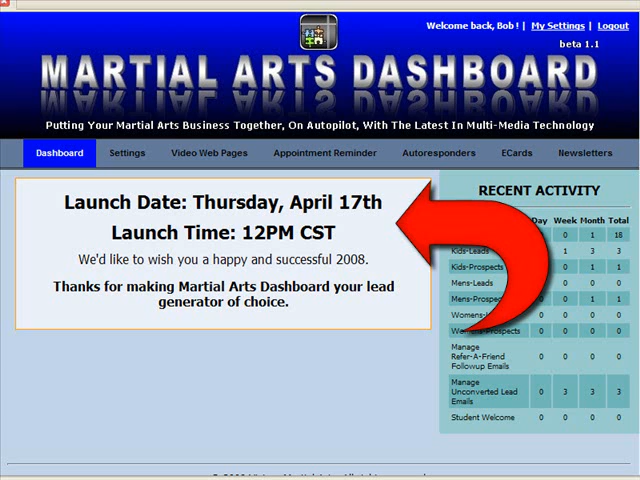 Welcome back, Bob ! | My Settings | Logout
beta 1.1
MARTIAL ARTS DASHBOARD
Putting Your Martial Arts Business Together, On Autopilot, With The Latest In Multi-Media Technology
Dashboard Settings Video Web Pages Appointment Reminder Autoresponders ECards Newsletters
Launch Date: Thursday, April 17th
Launch Time: 12PM CST
We'd like to wish you a happy and successful 2008.
Thanks for making Martial Arts Dashboard your lead
generator of choice.
RECENT ACTIVITY
Day Week Month Total
0 1 18
Kids-Leads 1 3 3
Kids-Prospects 0 1 1
Mens-Leads 0 0 0
Mens-Prospects 0 1 1
0 0 0
Womens-Prospects 0 0 0
Manage
Refer-A-Friend
Followup Emails 0 0 0 0
Manage
Unconverted Lead
Emails 0 3 3 3
Student Welcome 0 0 0 0